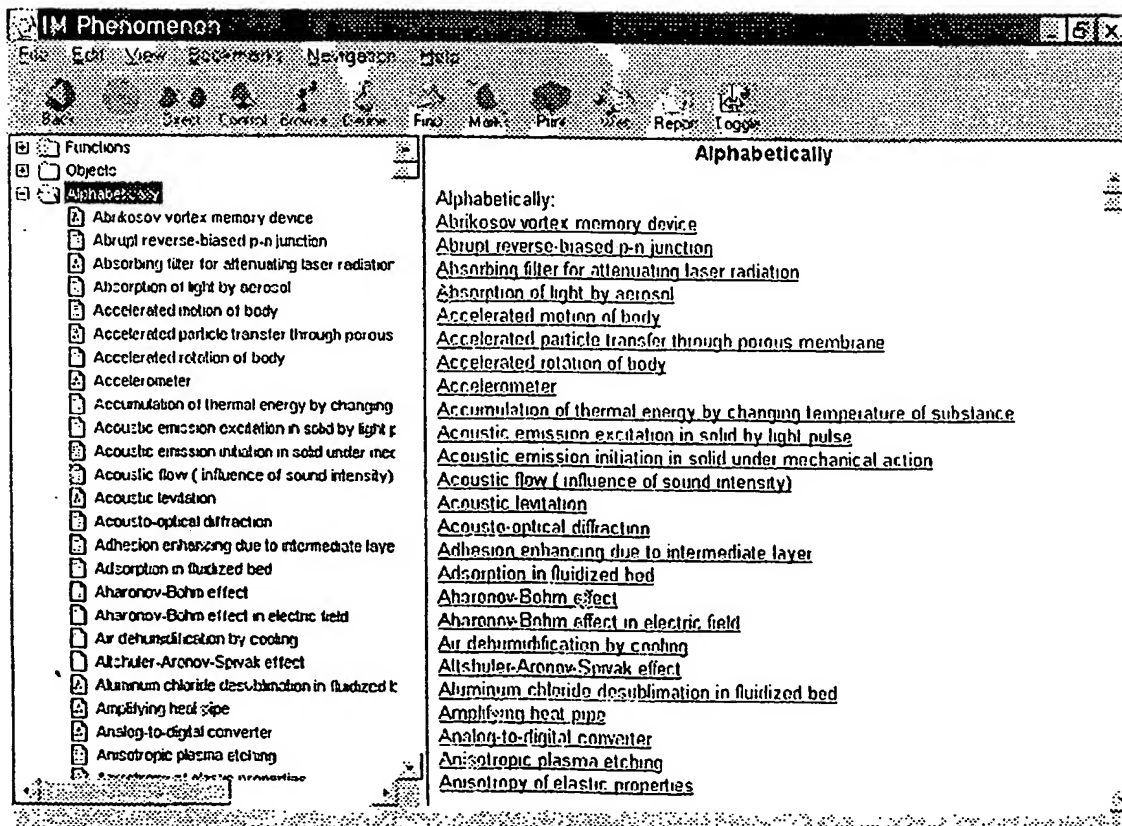 IM Phenomenon
File Edit View Bookmarks Navigation Help
Back Direct Control Browse Define Find Marks Print Report Toggle
Functions
Objects
Alphabetically
Abrikosov vortex memory device
Abrupt reverse-biased p-n junction
Absorbing filter for attenuating laser radiation
Absorption of light by aerosol
Accelerated motion of body
Accelerated particle transfer through porous
Accelerated rotation of body
Accelerometer
Accumulation of thermal energy by changing
Acoustic emission excitation in solid by light p
Acoustic emission initiation in solid under mec
Acoustic flow ( influence of sound intensity)
Acoustic levitation
Acousto-optical diffraction
Adhesion enhancing due to intermediate laye
Adsorption in fluidized bed
Aharonov-Bohm effect
Aharonov-Bohm effect in electric field
Air dehumidification by cooling
Altshuler-Aronov-Spivak effect
Aluminum chloride desublimation in fluidized b
Amplifying heat pipe
Analog-to-digital converter
Anisotropic plasma etching
Anisotropy of elastic properties
Alphabetically
Alphabetically:
Abrikosov vortex memory device
Abrupt reverse-biased p-n junction
Absorbing filter for attenuating laser radiation
Absorption of light by aerosol
Accelerated motion of body
Accelerated particle transfer through porous membrane
Accelerated rotation of body
Accelerometer
Accumulation of thermal energy by changing temperature of substance
Acoustic emission excitation in solid by light pulse
Acoustic emission initiation in solid under mechanical action
Acoustic flow ( influence of sound intensity)
Acoustic levitation
Acousto-optical diffraction
Adhesion enhancing due to intermediate layer
Adsorption in fluidized bed
Aharonov-Bohm effect
Aharonov-Bohm effect in electric field
Air dehumidification by cooling
Altshuler-Aronov-Spivak effect
Aluminum chloride desublimation in fluidized bed
Amplifying heat pipe
Analog-to-digital converter
Anisotropic plasma etching
Anisotropy of elastic properties